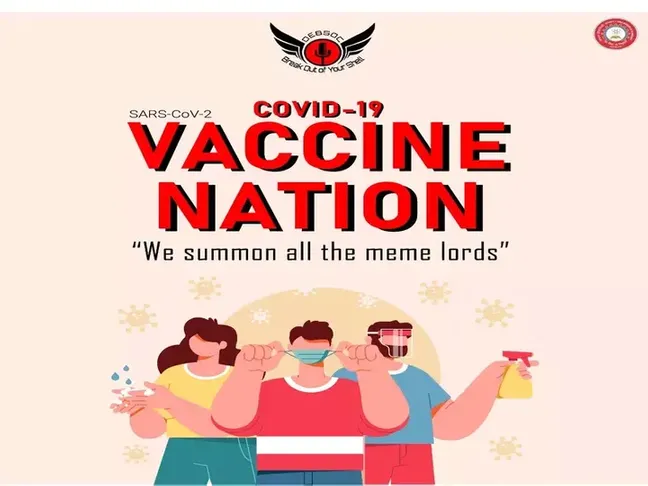 DEBSOC
Break Out of Your Shell
COVID-19
SARS-CoV-2
VACCINE
NATION
“We summon all the meme lords”